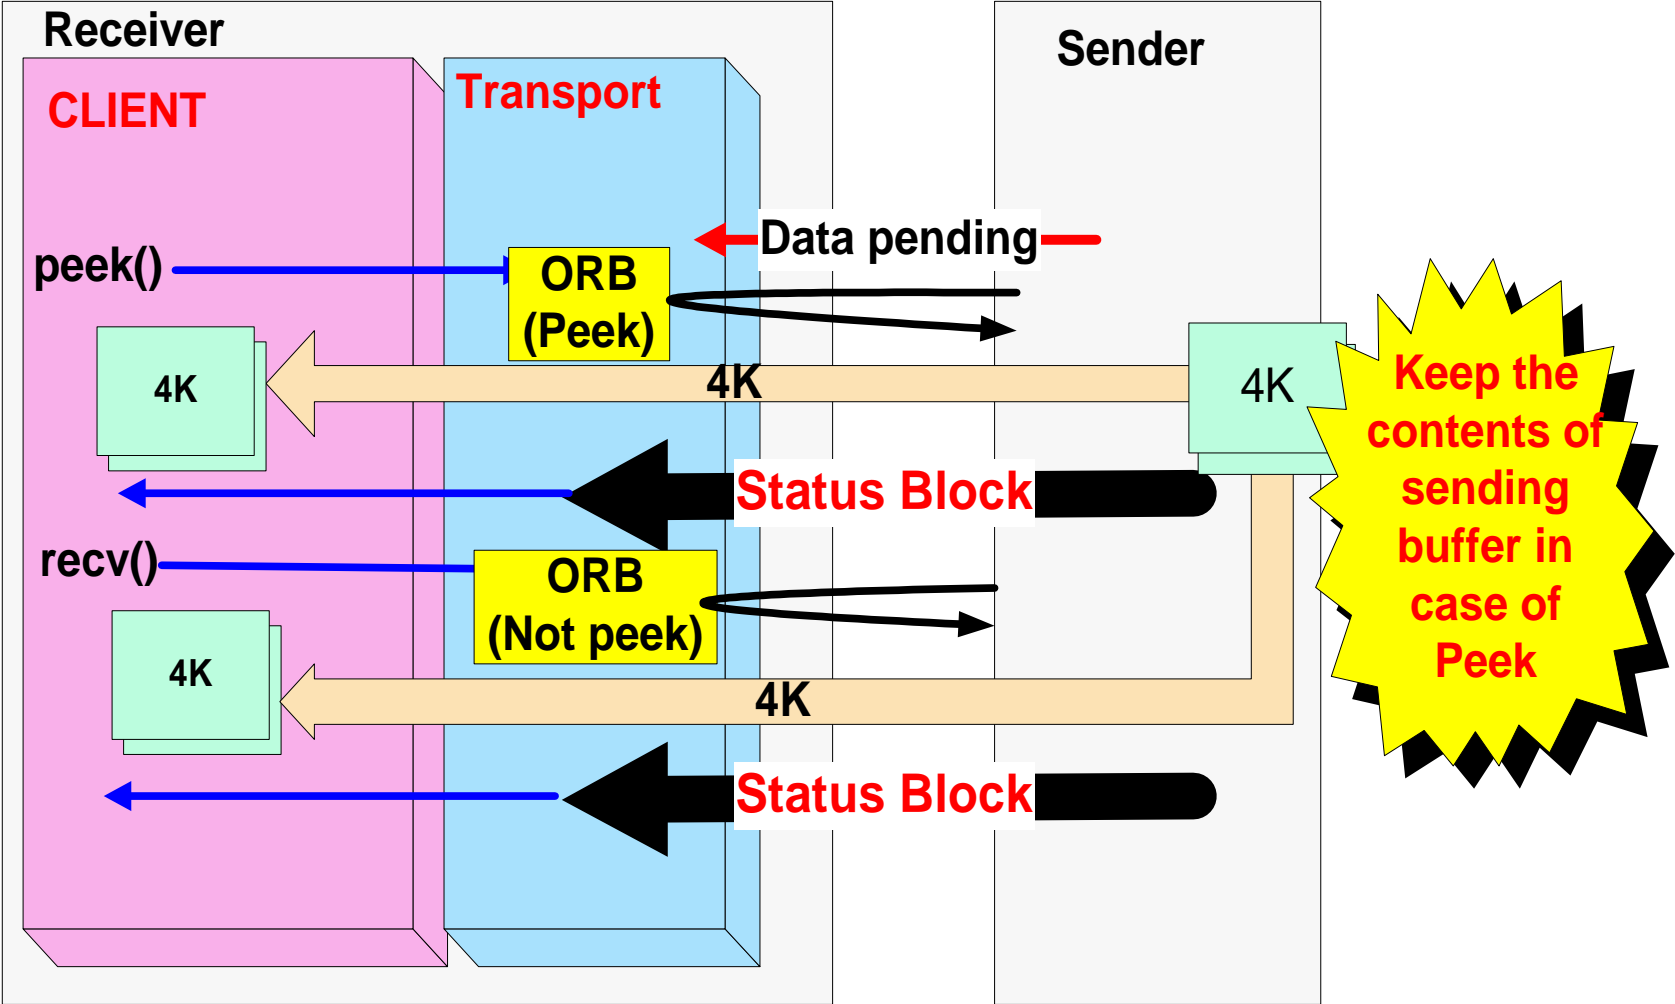 Receiver
Sender
CLIENT
Transport
Data pending
peek()
ORB
(Peek)
4K
4K
4K
Keep the
contents of
sending
buffer in
case of
Peek
Status Block
recv()
ORB
(Not peek)
4K
4K
Status Block